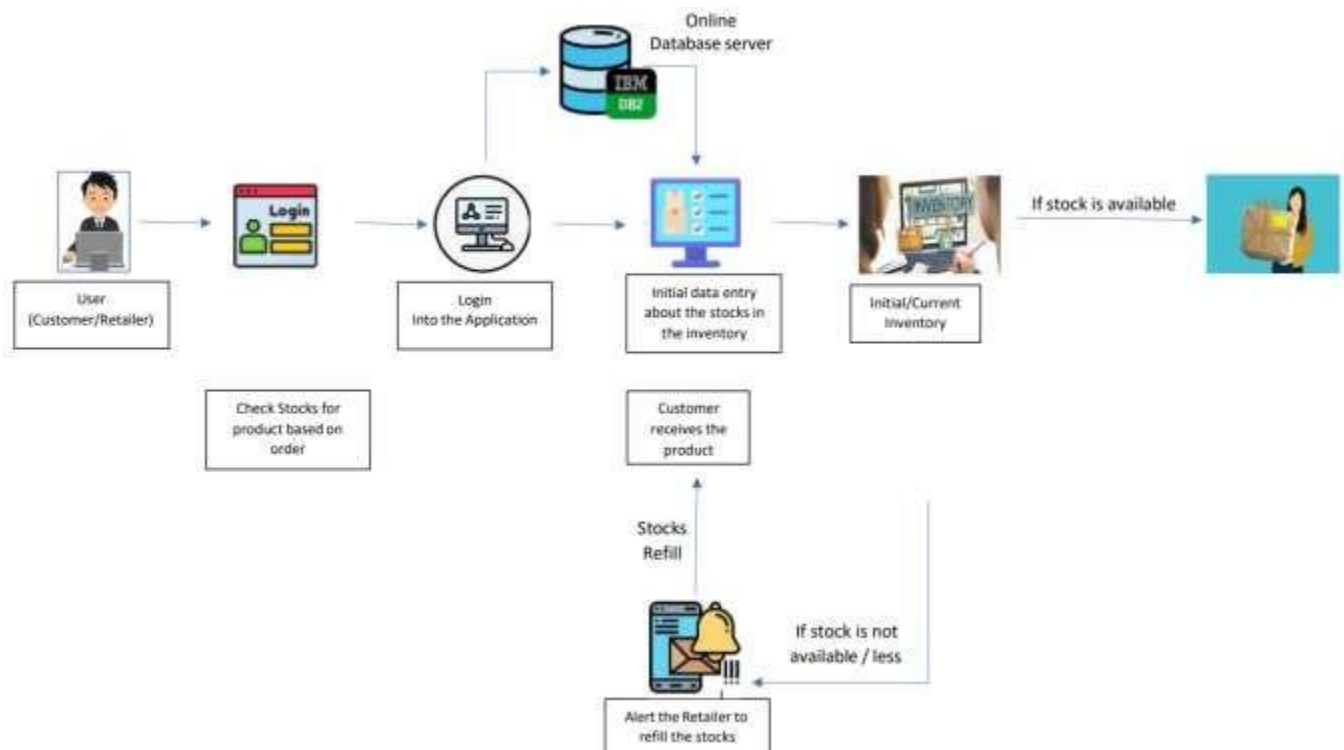 Online
Database server
IBM
DB2
Login
INVENTORY
If stock is available
User
(Customer/Retailer)
Login
Into the Application
Initial data entry
about the stocks in
the inventory
Initial/Current
Inventory
Check Stocks for
product based on
order
Customer
receives the
product
Stocks
Refill
If stock is not
available / less
Alert the Retailer to
refill the stocks